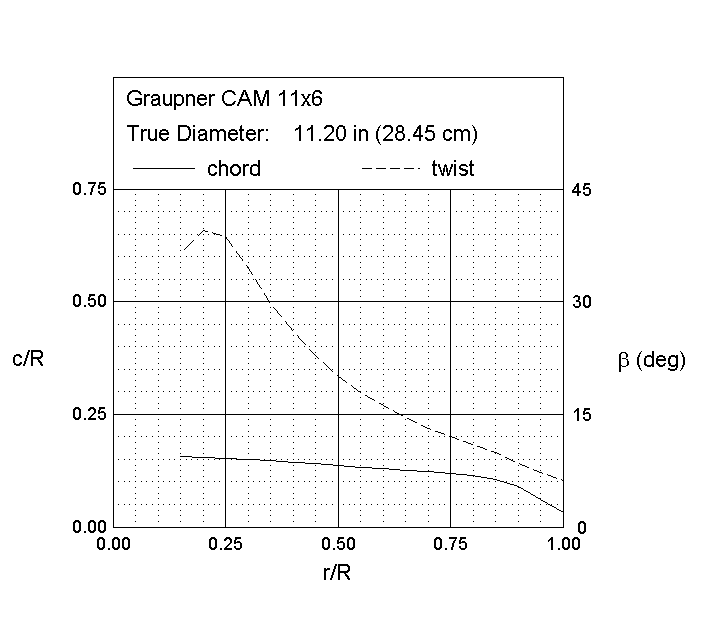 Graupner CAM 11x6
True Diameter: 11.20 in (28.45 cm)
chord twist
0.75 45
0.50 30
c/R β (deg)
0.25 15
0.00 0
0.00 0.25 0.50 0.75 1.00
r/R